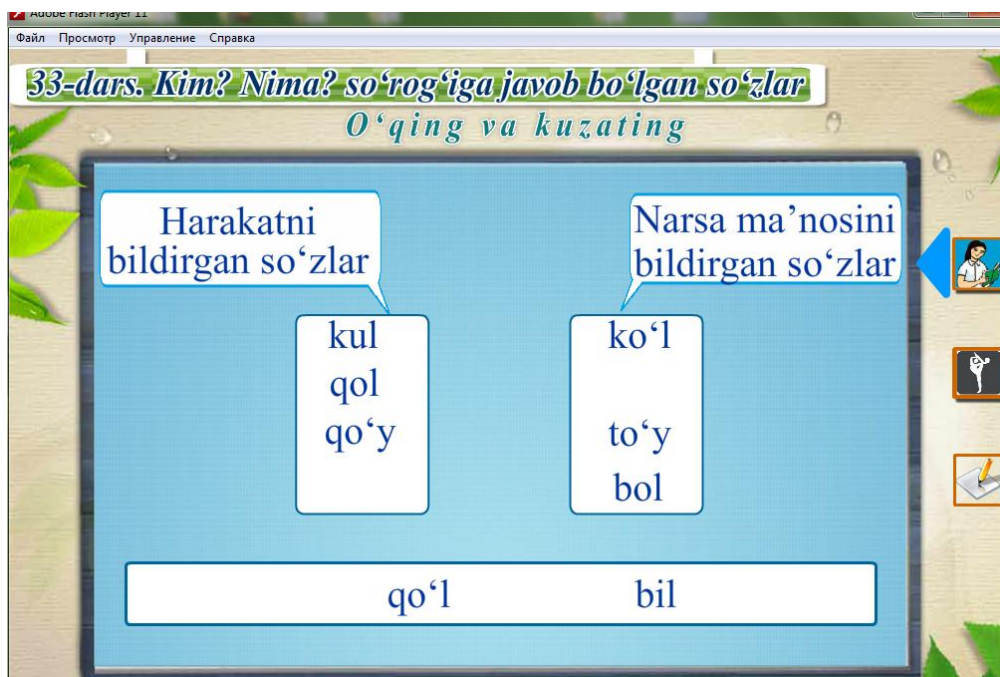 Adobe Flash Player 11
Файл Просмотр Управление Справка
33-dars. Kim? Nima? so‘rog‘iga javob bo‘lgan so‘zlar
O‘qing va kuzating
Harakatni
bildirgan so‘zlar
Narsa ma’nosini
bildirgan so‘zlar
kul
qol
qo‘y
ko‘l
to‘y
bol
qo‘l bil